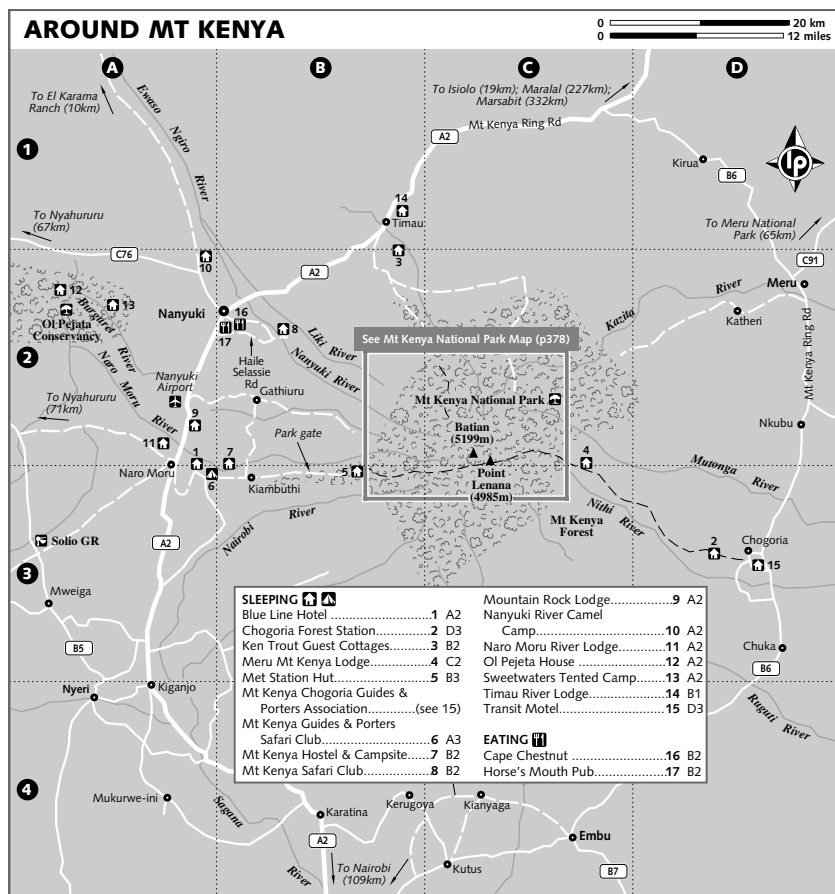 AROUND MT KENYA
0 20 km
0 12 miles
A
B
C
D
1
2
3
4
To El Karama
Ranch (10km)
Ewaso
Ngiro
River
To Isiolo (19km); Maralal (227km);
Marsabit (332km)
A2
Mt Kenya Ring Rd
Kirua
B6
lp
14
Timau
3
To Nyahururu
(67km)
C76
10
To Meru National
Park (65km)
C91
A2
12
13
Burguret
River
Ol Pejata
Conservancy
Nanyuki
16
17
8
Liki River
Nanyuki River
Haile
Selassie
Rd
Meru
River
Kazita
Katheri
Mt Kenya Ring Rd
See Mt Kenya National Park Map (p378)
Naro
Moru
River
Nanyuki
Airport
Gathiuru
Mt Kenya National Park
Batian
(5199m)
Point
Lenana
(4985m)
To Nyahururu
(71km)
9
11
Park gate
Nkubu
Naro Moru
1
7
6
Kiambuthi
5
4
Mutonga
River
Nairobi
River
Nithi
River
Mt Kenya
Forest
Solio GR
A2
2
Chogoria
15
Mweiga
B5
Chuka
B6
Nyeri
Kiganjo
Ruguti
River
SLEEPING
Blue Line Hotel ..............................1 A2
Chogoria Forest Station................2 D3
Ken Trout Guest Cottages............3 B2
Meru Mt Kenya Lodge..................4 C2
Met Station Hut............................5 B3
Mt Kenya Chogoria Guides &
Porters Association...............(see 15)
Mt Kenya Guides & Porters
Safari Club................................6 A3
Mt Kenya Hostel & Campsite.......7 B2
Mt Kenya Safari Club....................8 B2
Mountain Rock Lodge...................9 A2
Nanyuki River Camel
Camp.......................................10 A2
Naro Moru River Lodge...............11 A2
Ol Pejeta House ..........................12 A2
Sweetwaters Tented Camp..........13 A2
Timau River Lodge.......................14 B1
Transit Motel................................15 D3
EATING
Cape Chestnut .............................16 B2
Horse's Mouth Pub......................17 B2
Mukurwe-ini
Sagana
River
Karatina
A2
Kerugoya
Kianyaga
Embu
Kutus
B7
To Nairobi
(109km)